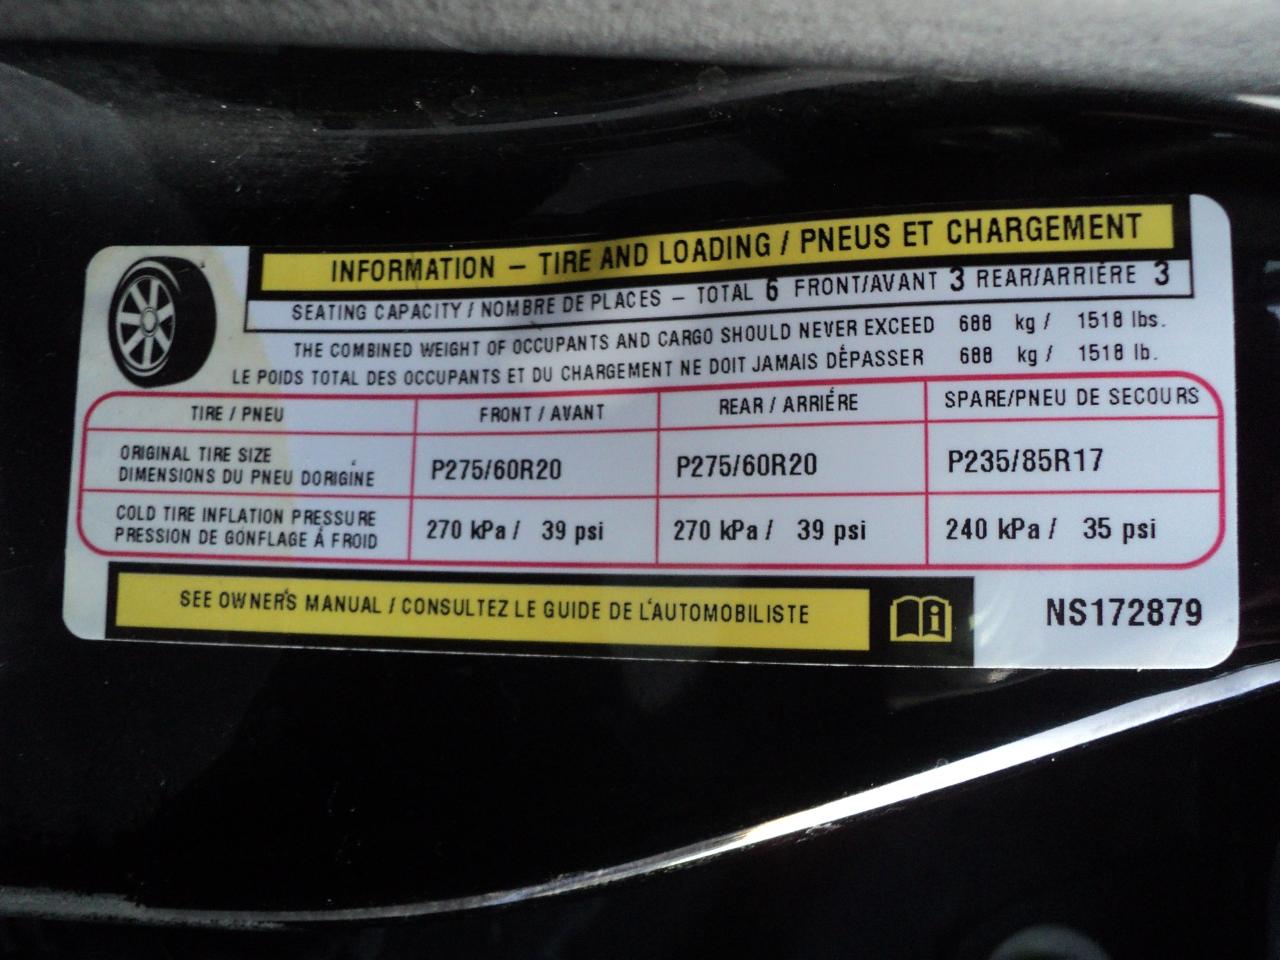 INFORMATION – TIRE AND LOADING / PNEUS ET CHARGEMENT
SEATING CAPACITY / NOMBRE DE PLACES – TOTAL 6 FRONT/AVANT 3 REAR/ARRIÉRE 3
THE COMBINED WEIGHT OF OCCUPANTS AND CARGO SHOULD NEVER EXCEED 688 kg / 1518 lbs.
LE POIDS TOTAL DES OCCUPANTS ET DU CHARGEMENT NE DOIT JAMAIS DÉPASSER 688 kg / 1518 lb.
TIRE / PNEU FRONT / AVANT REAR / ARRIÉRE SPARE/PNEU DE SECOURS
ORIGINAL TIRE SIZE
DIMENSIONS DU PNEU DORIGINE
P275/60R20 P275/60R20 P235/85R17
COLD TIRE INFLATION PRESSURE
PRESSION DE GONFLAGE Á FROID
270 kPa / 39 psi 270 kPa / 39 psi 240 kPa / 35 psi
SEE OWNER'S MANUAL / CONSULTEZ LE GUIDE DE L'AUTOMOBILISTE
NS172879